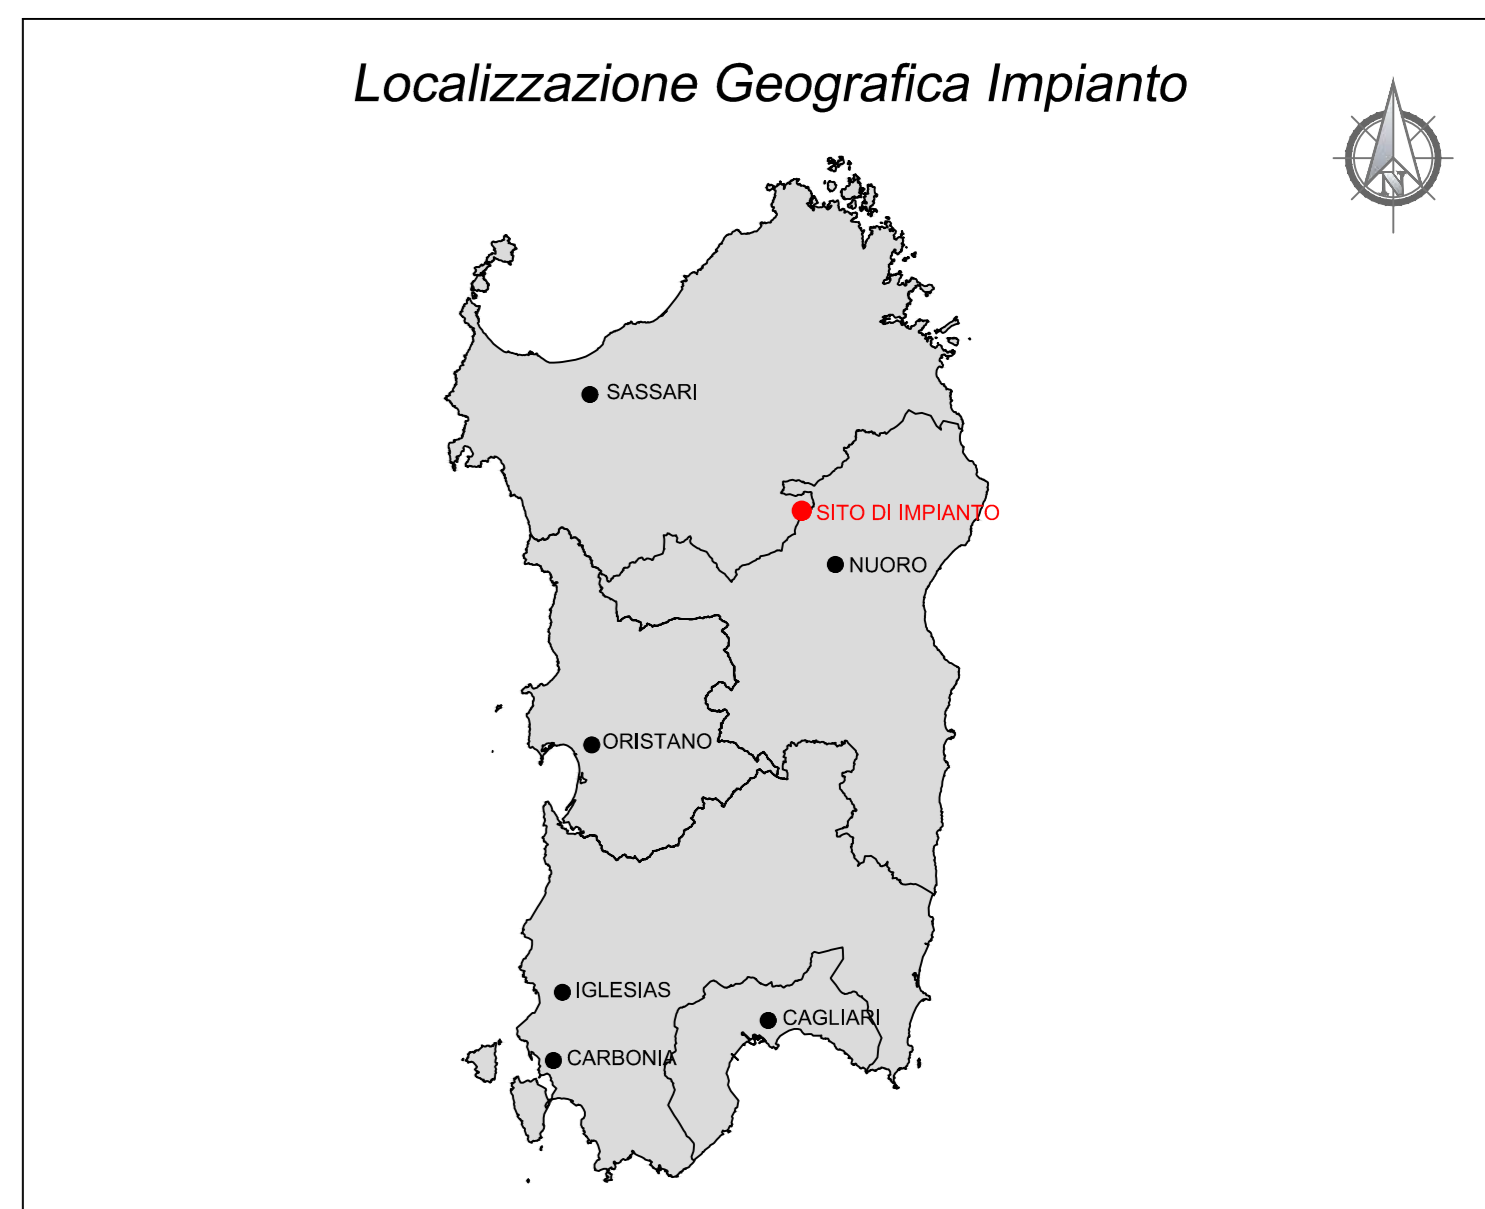 Localizzazione Geografica Impianto
N
SASSARI
SITO DI IMPIANTO
NUORO
ORISTANO
IGLESIAS
CAGLIARI
CARBONIA